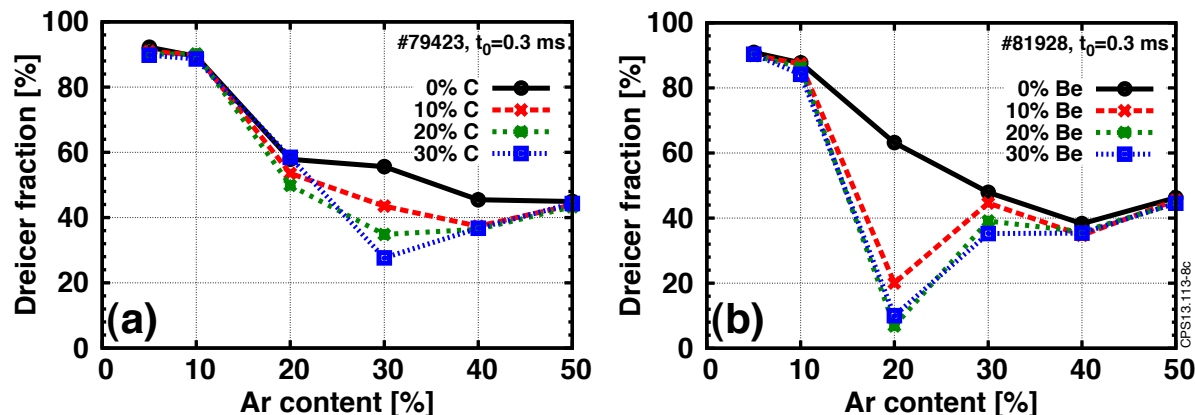 Dreicer fraction [%]
100
80
60
40
20
0
#79423, t0=0.3 ms
0% C
10% C
20% C
30% C
(a)
0 10 20 30 40 50
Ar content [%]
Dreicer fraction [%]
100
80
60
40
20
0
#81928, t0=0.3 ms
0% Be
10% Be
20% Be
30% Be
(b)
CPS13.113-8c
0 10 20 30 40 50
Ar content [%]